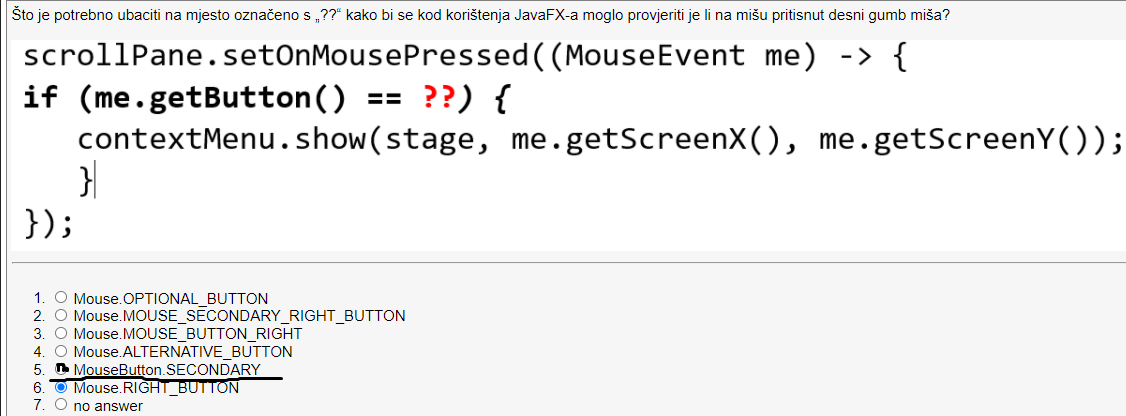 Što je potrebno ubaciti na mjesto označeno s „??“ kako bi se kod korištenja JavaFX-a moglo provjeriti je li na mišu pritisnut desni gumb miša?
scrollPane.setOnMousePressed((MouseEvent me) -> {
if (me.getButton() == ??) {
contextMenu.show(stage, me.getScreenX(), me.getScreenY());
}
});
1. Mouse.OPTIONAL_BUTTON
2. Mouse.MOUSE_SECONDARY_RIGHT_BUTTON
3. Mouse.MOUSE_BUTTON_RIGHT
4. Mouse.ALTERNATIVE_BUTTON
5. MouseButton.SECONDARY
6. Mouse.RIGHT_BUTTON
7. no answer